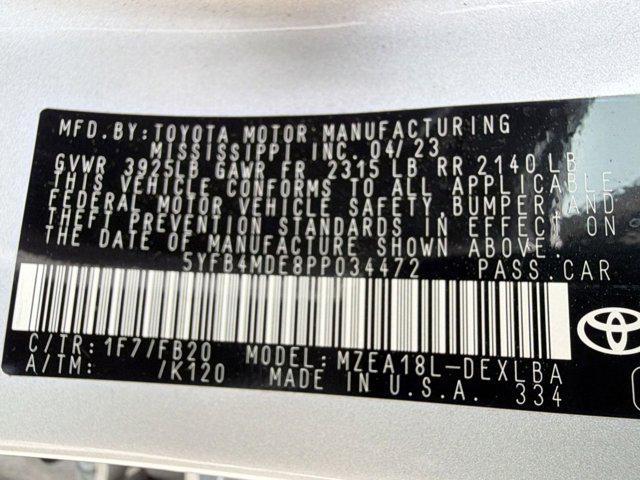 MFD. BY: TOYOTA MOTOR MANUFACTURING
MISSISSIPPI INC. 04/23
GVWR 3925LB GAWR FR 2315 LB RR 2140 LB
THIS VEHICLE CONFORMS TO ALL APPLICABLE
FEDERAL MOTOR VEHICLE SAFETY, BUMPER, AND
THEFT PREVENTION STANDARDS IN EFFECT ON
THE DATE OF MANUFACTURE SHOWN ABOVE.
5YFB4MDE8PP034472 PASS. CAR
C/TR: 1F7/FB20 MODEL: MZEA18L-DEXLBA
A/TM: /K120 MADE IN U.S.A. 334